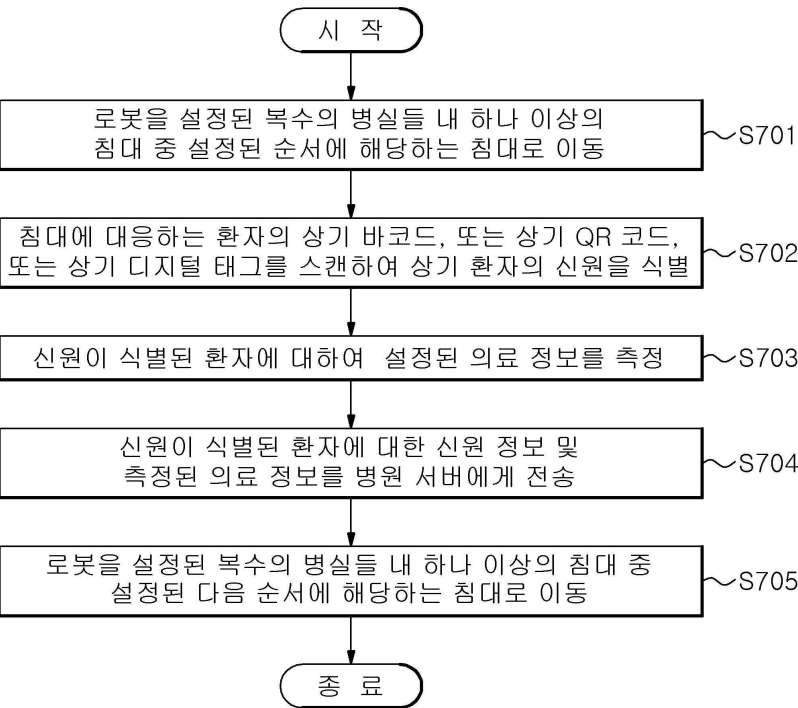 시 작
로봇을 설정된 복수의 병실들 내 하나 이상의
침대 중 설정된 순서에 해당하는 침대로 이동
S701
침대에 대응하는 환자의 상기 바코드, 또는 상기 QR 코드,
또는 상기 디지털 태그를 스캔하여 상기 환자의 신원을 식별
S702
신원이 식별된 환자에 대하여 설정된 의료 정보를 측정
S703
신원이 식별된 환자에 대한 신원 정보 및
측정된 의료 정보를 병원 서버에게 전송
S704
로봇을 설정된 복수의 병실들 내 하나 이상의 침대 중
설정된 다음 순서에 해당하는 침대로 이동
S705
종 료